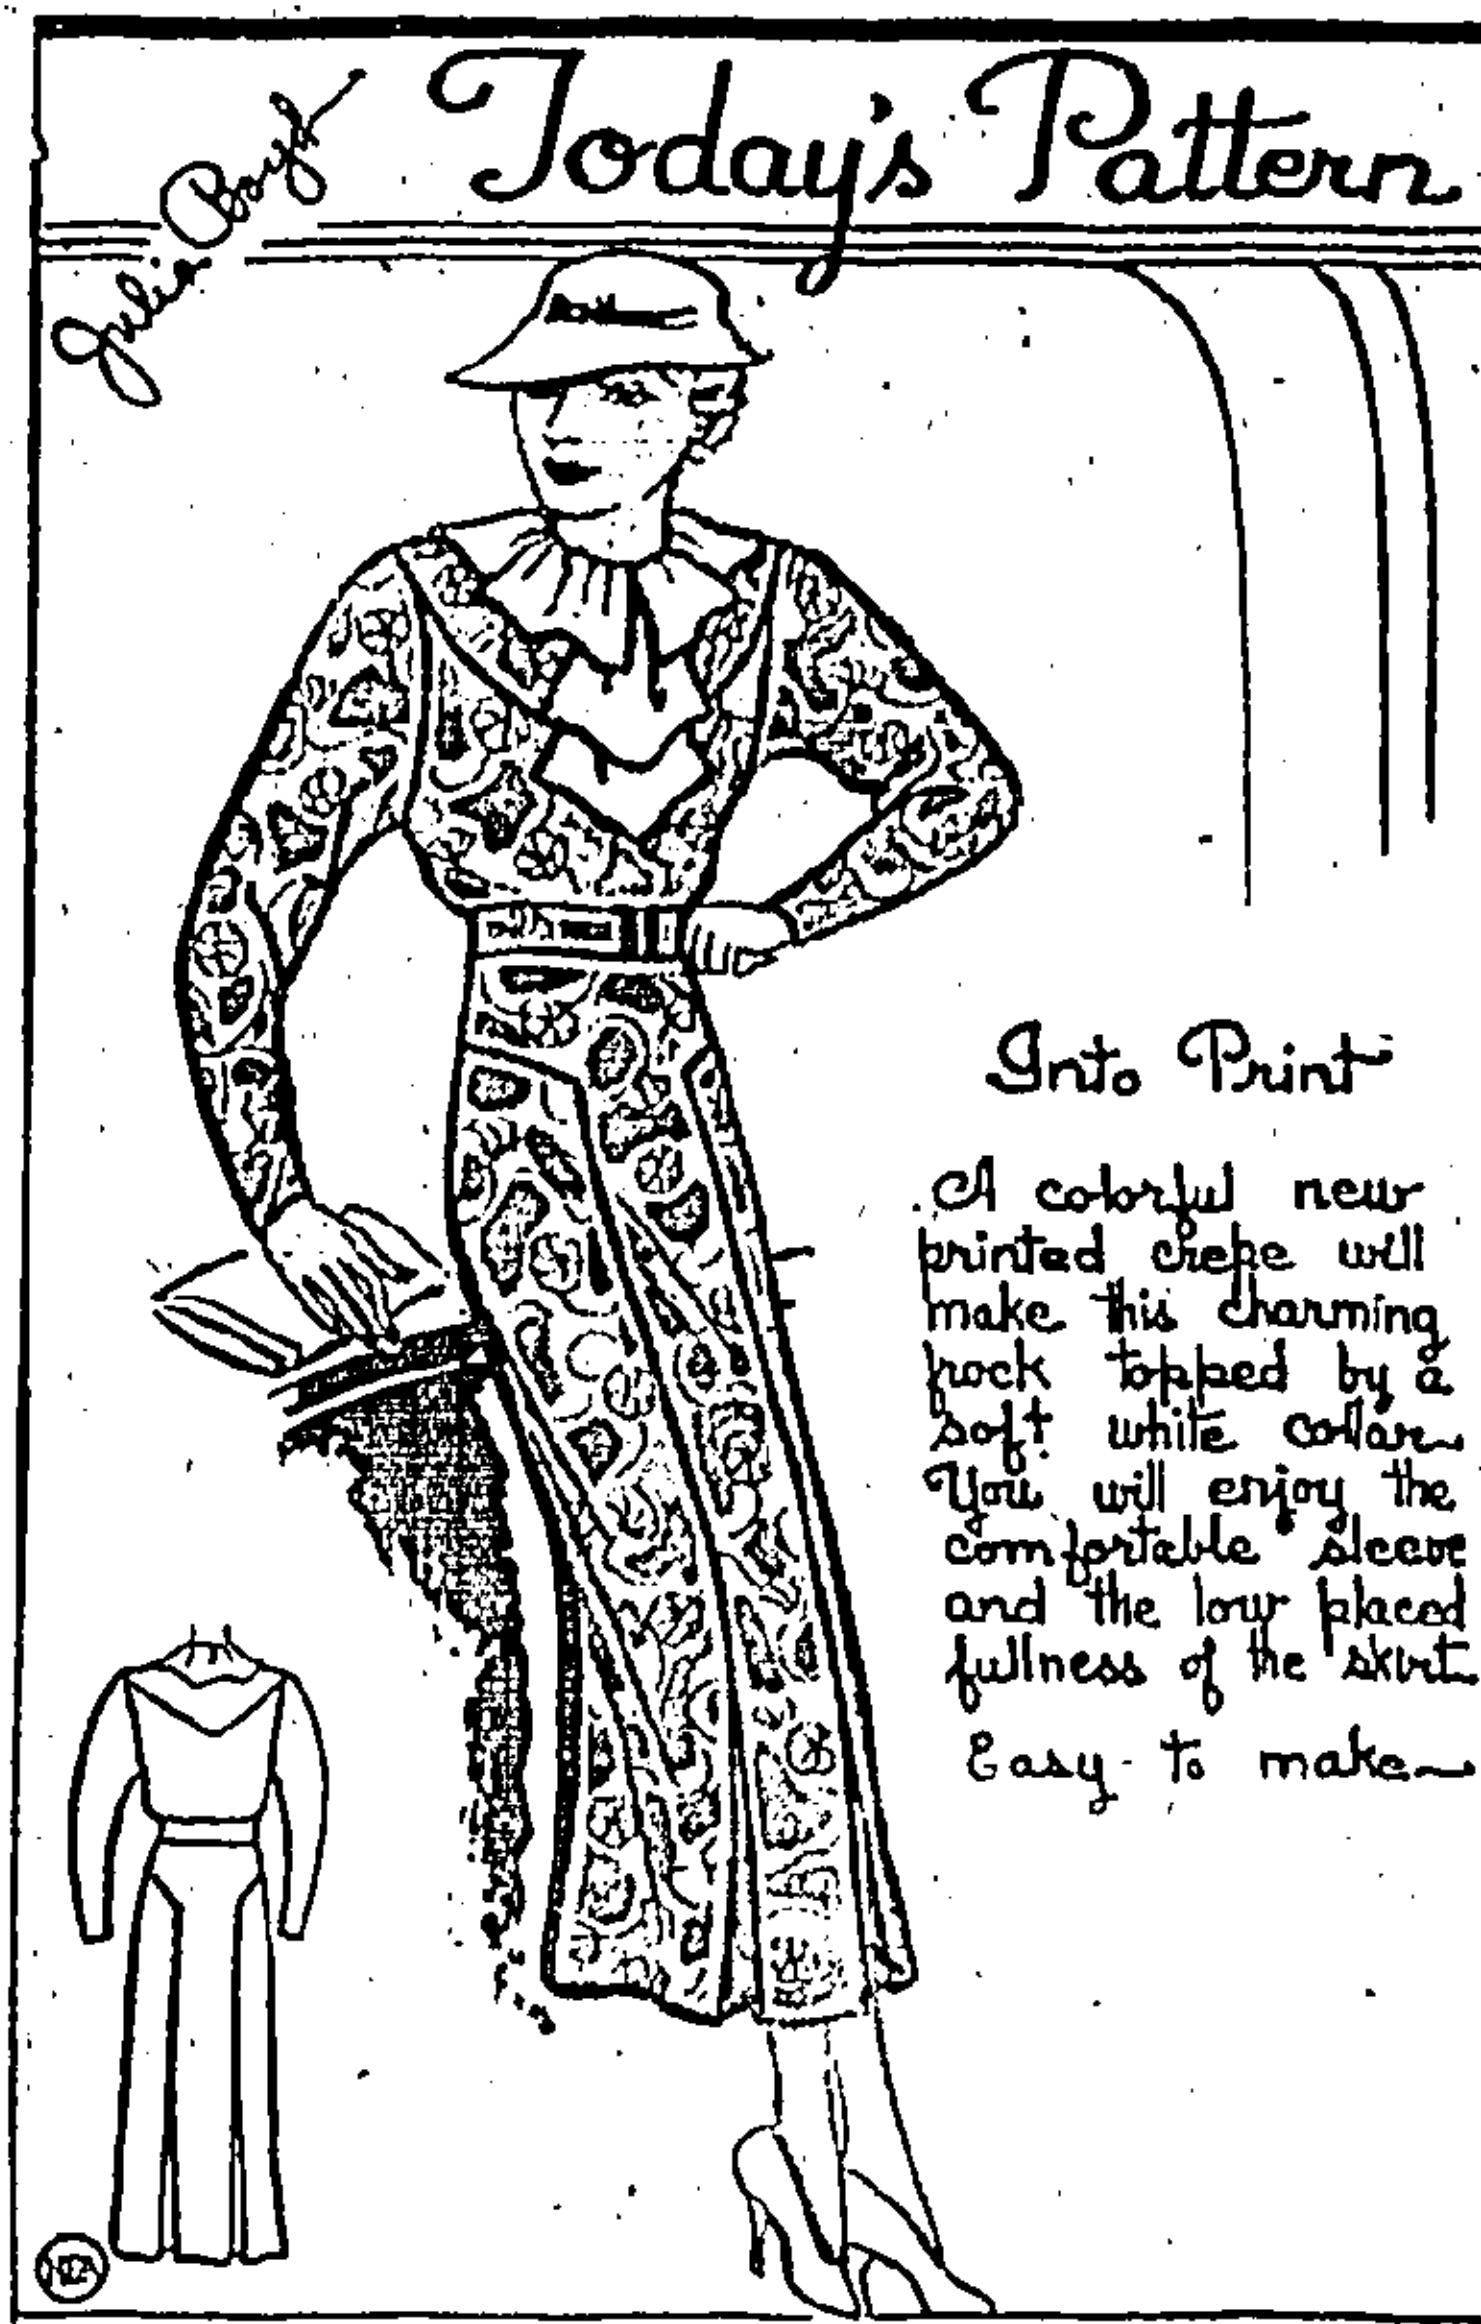 Today's Pattern
Julia Boyd
Into Print
A colorful new
printed crepe will
make this charming
frock topped by a
soft white collar
You will enjoy the
comfortable sleeve
and the low placed
fullness of the skirt
Easy to make
NEA